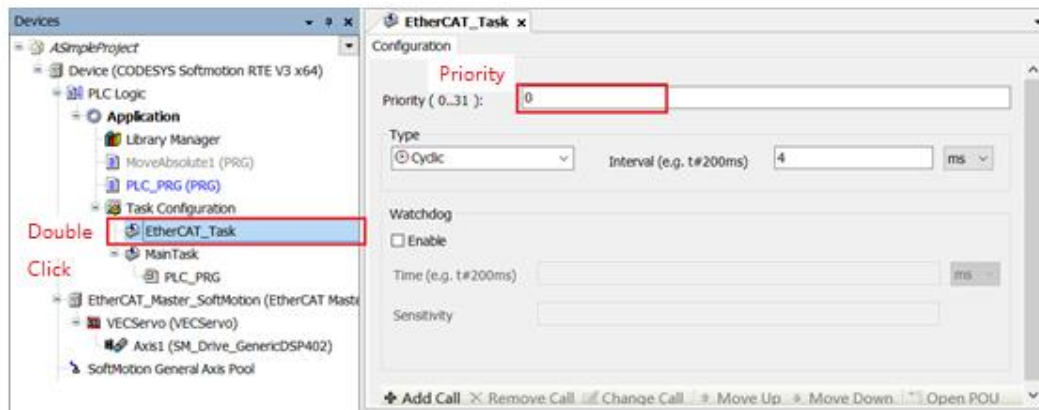 Devices
ASimpleProject
Device (CODESYS Softmotion RTE V3 x64)
PLC Logic
Application
Library Manager
MoveAbsolute1 (PRG)
PLC_PRG (PRG)
Task Configuration
Double
EtherCAT_Task
MainTask
Click
PLC_PRG
EtherCAT_Master_SoftMotion (EtherCAT Maste
VECServo (VECServo)
Axis1 (SM_Drive_GenericDSP402)
SoftMotion General Axis Pool
EtherCAT_Task x
Configuration
Priority
Priority ( 0..31 ): 0
Type
Cyclic Interval (e.g. t#200ms) 4 ms
Watchdog
Enable
Time (e.g. t#200ms) ms
Sensitivity
Add Call Remove Call Change Call Move Up Move Down Open POU